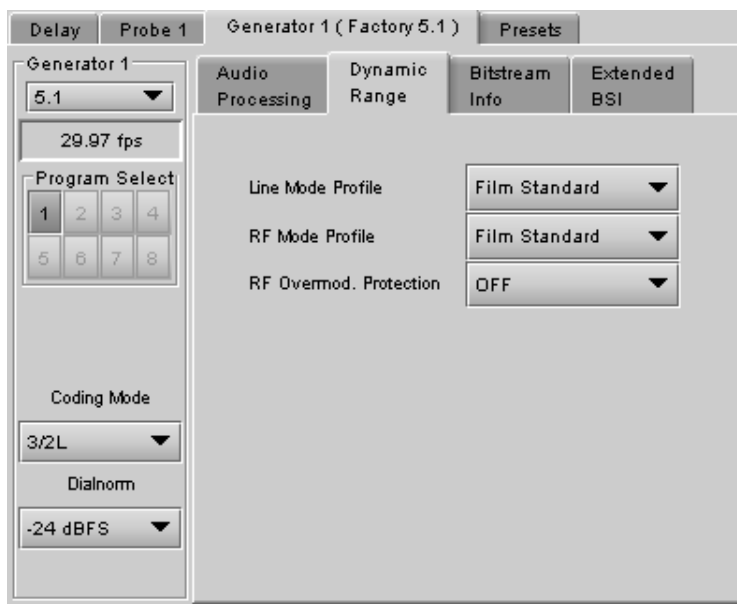 Delay Probe 1 Generator 1 ( Factory 5.1 ) Presets
Generator 1
5.1
29.97 fps
Program Select
1 2 3 4
5 6 7 8
Coding Mode
3/2L
Dialnorm
-24 dBFS
Audio Processing
Dynamic Range
Bitstream Info
Extended BSI
Line Mode Profile Film Standard
RF Mode Profile Film Standard
RF Overmod. Protection OFF